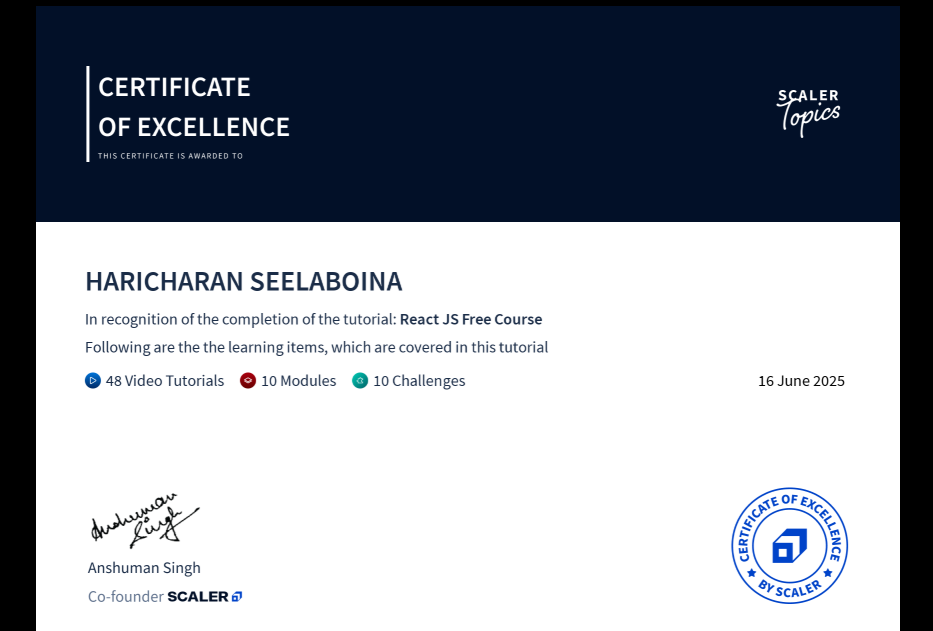 CERTIFICATE
OF EXCELLENCE
THIS CERTIFICATE IS AWARDED TO
SCALER
Topics
HARICHARAN SEELABOINA
In recognition of the completion of the tutorial: React JS Free Course
Following are the the learning items, which are covered in this tutorial
48 Video Tutorials 10 Modules 10 Challenges
16 June 2025
Anshuman
Singh
Anshuman Singh
Co-founder SCALER
CERTIFICATE OF EXCELLENCE
BY SCALER